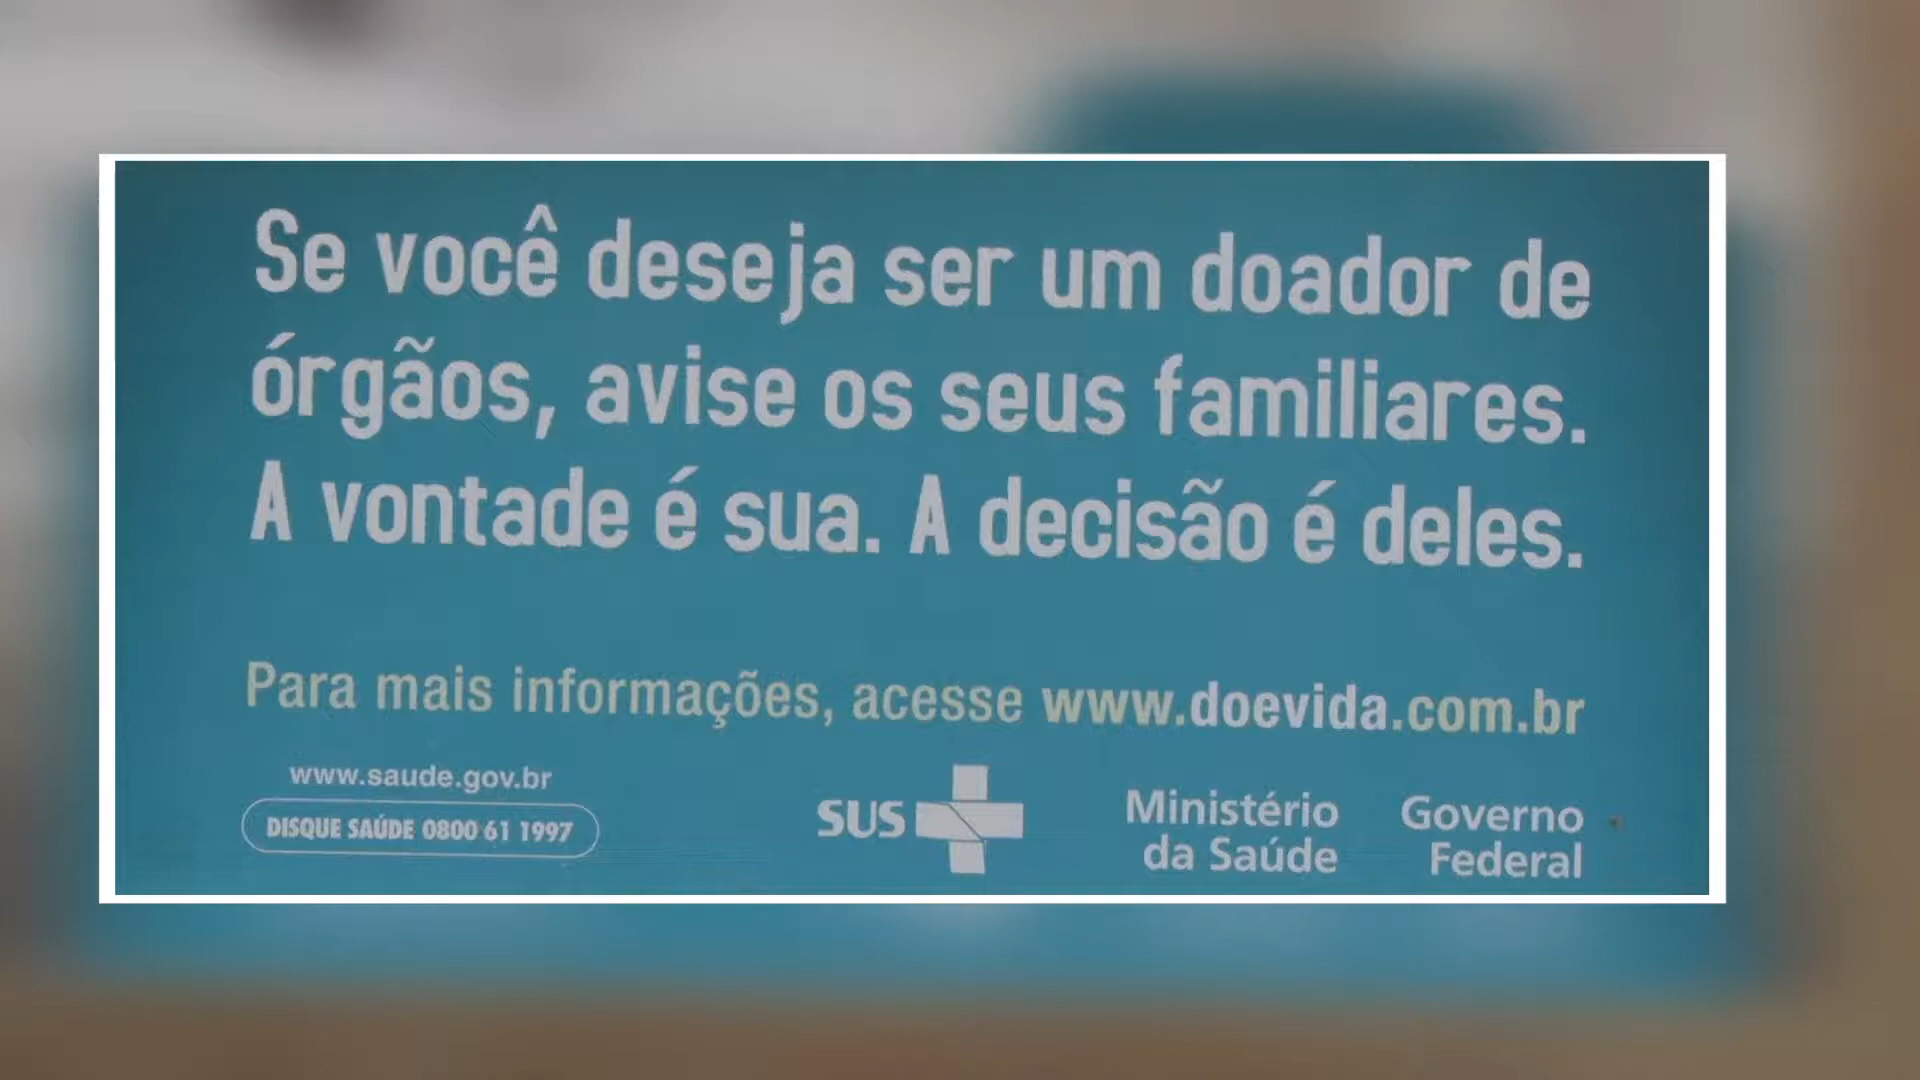 Se você deseja ser um doador de
órgãos, avise os seus familiares.
A vontade é sua. A decisão é deles.
Para mais informações, acesse www.doevida.com.br
www.saude.gov.br
DISQUE SAÚDE 0800 61 1997
SUS
Ministério
da Saúde
Governo
Federal